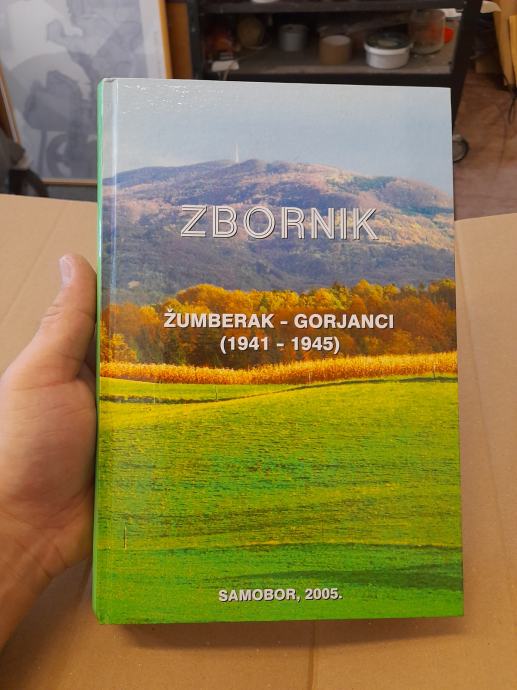 ZBORNIK
ŽUMBERAK - GORJANCI
(1941 - 1945)
SAMOBOR, 2005.